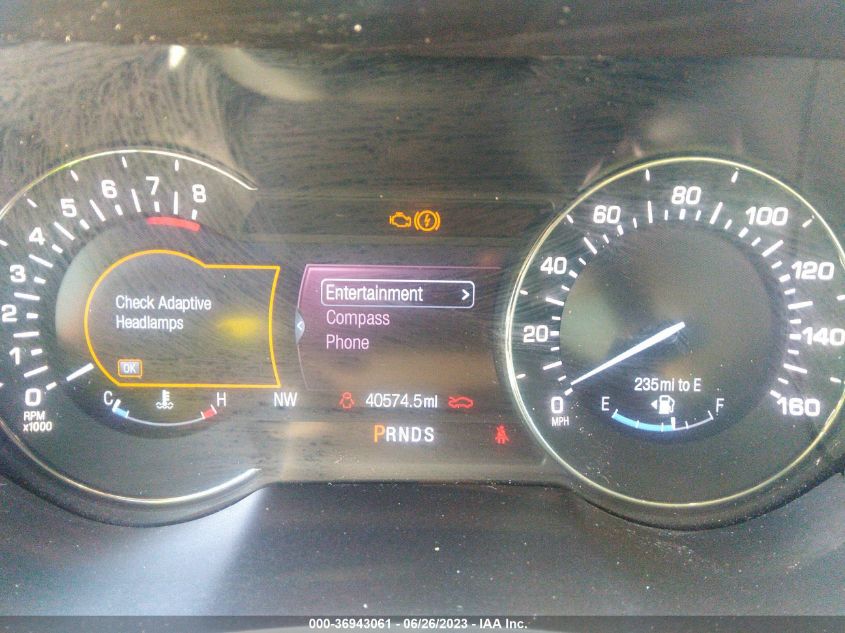 0 1 2 3 4 5 6 7 8
RPM
x1000
Check Adaptive
Headlamps
OK
C H
NW
Entertainment >
Compass
Phone
40574.5mi
PRNDS
0 20 40 60 80 100 120 140 160
MPH
235mi to E
E F
000-36943061 - 06/26/2023 - IAA Inc.